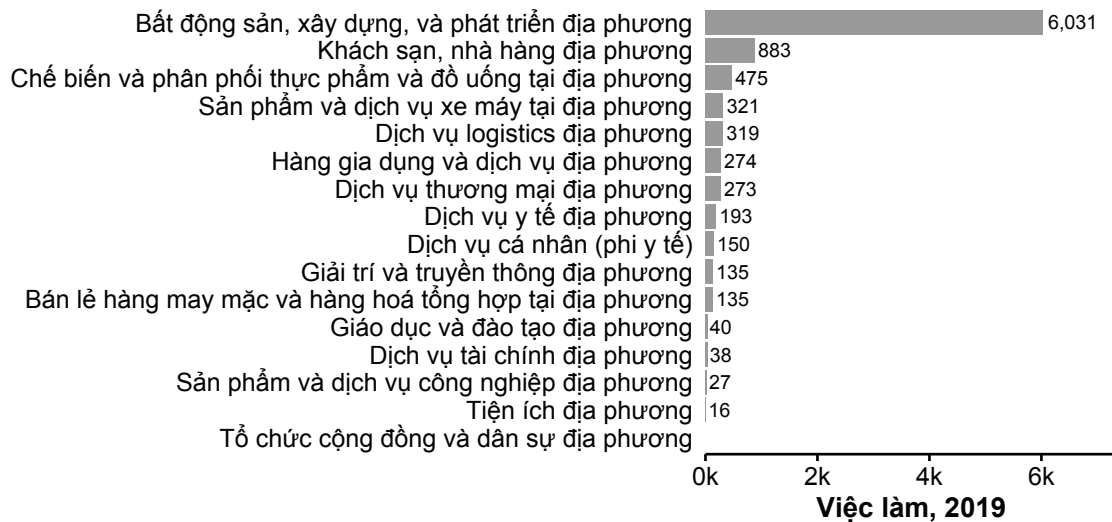 Bất động sản, xây dựng, và phát triển địa phương 6,031
Khách sạn, nhà hàng địa phương 883
Chế biến và phân phối thực phẩm và đồ uống tại địa phương 475
Sản phẩm và dịch vụ xe máy tại địa phương 321
Dịch vụ logistics địa phương 319
Hàng gia dụng và dịch vụ địa phương 274
Dịch vụ thương mại địa phương 273
Dịch vụ y tế địa phương 193
Dịch vụ cá nhân (phi y tế) 150
Giải trí và truyền thông địa phương 135
Bán lẻ hàng may mặc và hàng hoá tổng hợp tại địa phương 135
Giáo dục và đào tạo địa phương 40
Dịch vụ tài chính địa phương 38
Sản phẩm và dịch vụ công nghiệp địa phương 27
Tiện ích địa phương 16
Tổ chức cộng đồng và dân sự địa phương
0k 2k 4k 6k
Việc làm, 2019